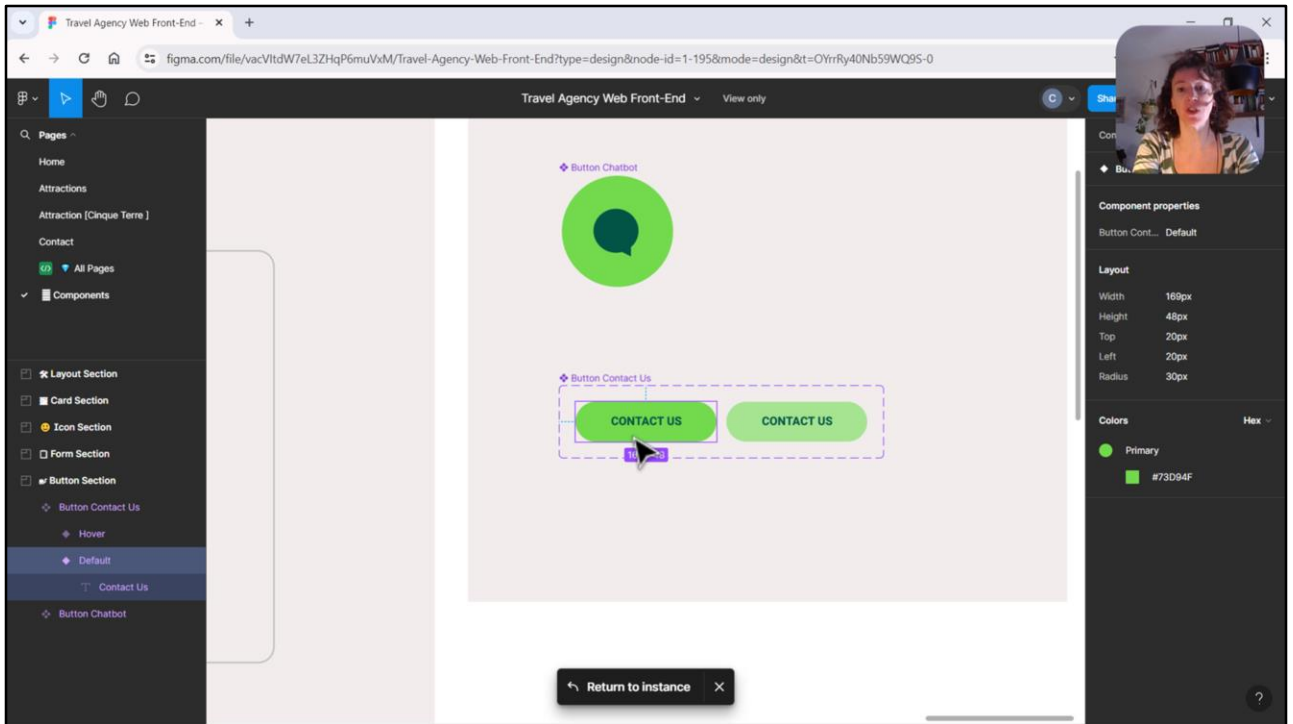 Travel Agency Web Front-End –
figma.com/file/vacVItdW7eL3ZHqP6muVxM/Travel-Agency-Web-Front-End?type=design&node-id=1-195&mode=design&t=OYrrRy40Nb59WQ9S-0
Travel Agency Web Front-End
View only
C
Pages
Home
Attractions
Attraction [Cinque Terre ]
Contact
All Pages
Components
Layout Section
Card Section
Icon Section
Form Section
Button Section
Button Contact Us
Hover
Default
Contact Us
Button Chatbot
Button Chatbot
Button Contact Us
CONTACT US
CONTACT US
Return to instance
Component properties
Button Cont... Default
Layout
Width 169px
Height 48px
Top 20px
Left 20px
Radius 30px
Colors Hex
Primary
#73D94F
?